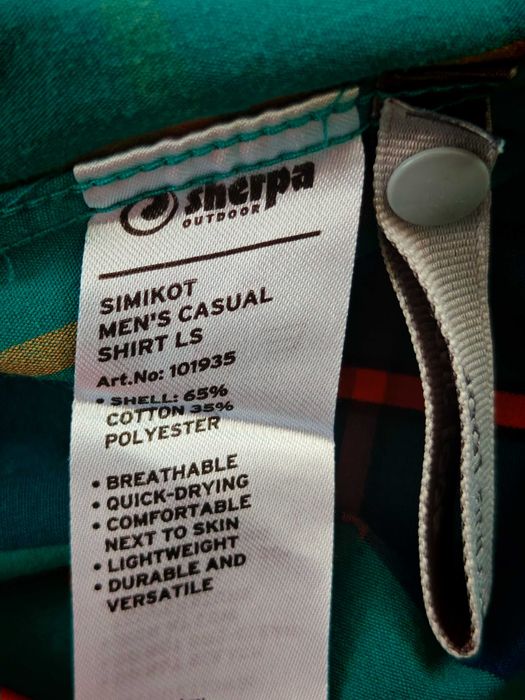 sherpa
OUTDOOR
SIMIKOT
MEN'S CASUAL
SHIRT LS
Art.No: 101935
• SHELL: 65%
COTTON 35%
POLYESTER
• BREATHABLE
• QUICK-DRYING
• COMFORTABLE
NEXT TO SKIN
• LIGHTWEIGHT
• DURABLE AND
VERSATILE